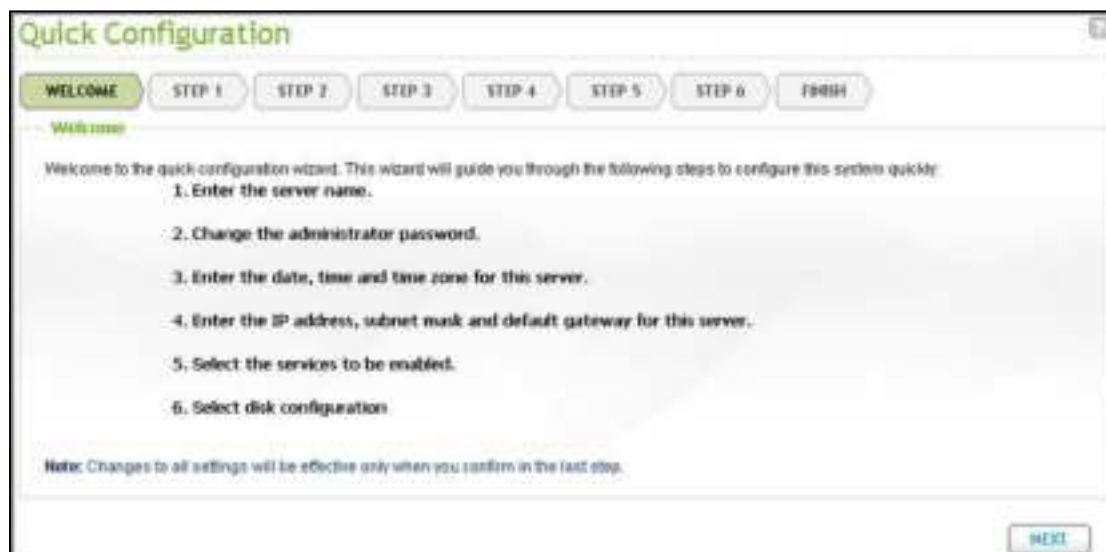 Quick Configuration
WELCOME
STEP 1
STEP 2
STEP 3
STEP 4
STEP 5
STEP 6
FINISH
Welcome
Welcome to the quick configuration wizard. This wizard will guide you through the following steps to configure this system quickly:
1. Enter the server name.
2. Change the administrator password.
3. Enter the date, time and time zone for this server.
4. Enter the IP address, subnet mask and default gateway for this server.
5. Select the services to be enabled.
6. Select disk configuration
Note: Changes to all settings will be effective only when you confirm in the last step.
NEXT